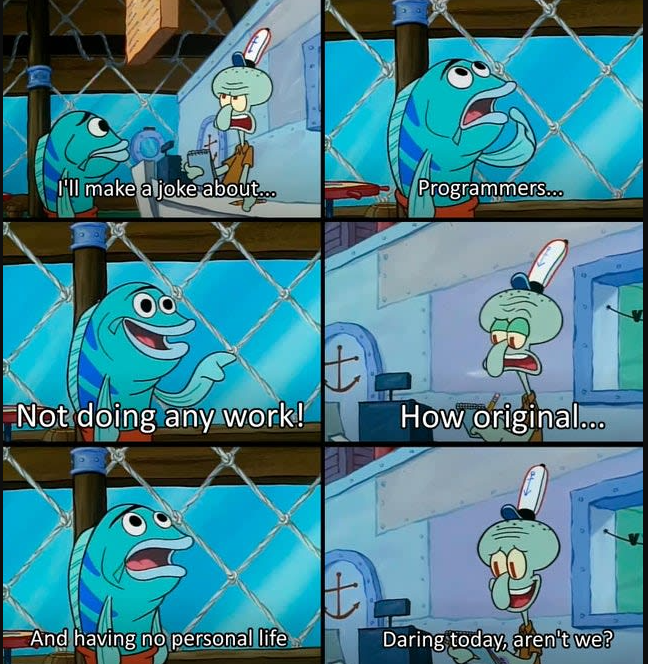 I'll make a joke about...
Programmers...
Not doing any work!
How original...
And having no personal life
Daring today, aren't we?